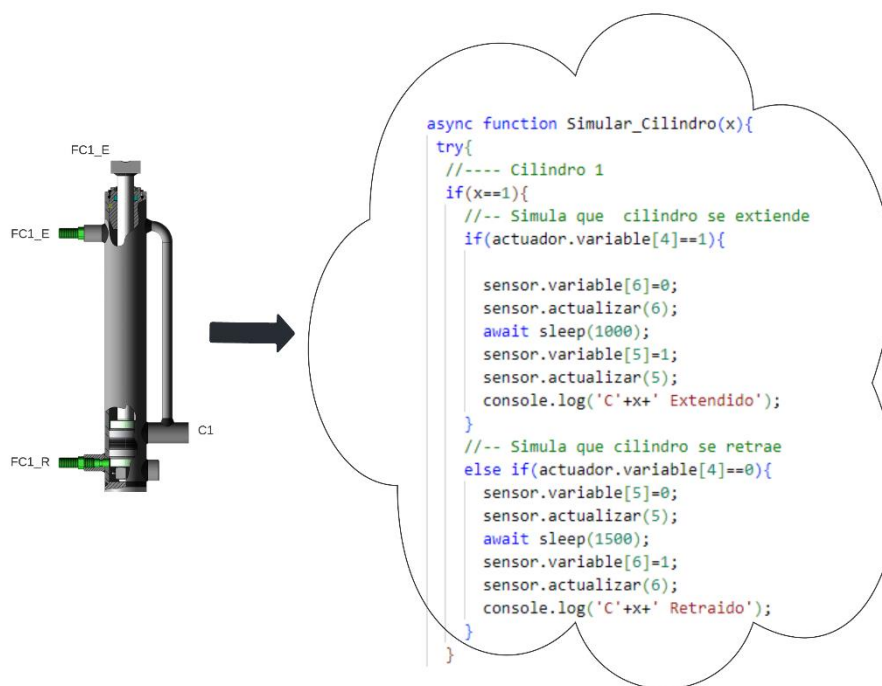 FC1_E
FC1_E
C1
FC1_R
async function Simular_Cilindro(x){
try{
//---- Cilindro 1
if(x==1){
//-- Simula que  cilindro se extiende
if(actuador.variable[4]==1){
sensor.variable[6]=0;
sensor.actualizar(6);
await sleep(1000);
sensor.variable[5]=1;
sensor.actualizar(5);
console.log('C'+x+' Extendido');
}
//-- Simula que cilindro se retrae
else if(actuador.variable[4]==0){
sensor.variable[5]=0;
sensor.actualizar(5);
await sleep(1500);
sensor.variable[6]=1;
sensor.actualizar(6);
console.log('C'+x+' Retraido');
}
}